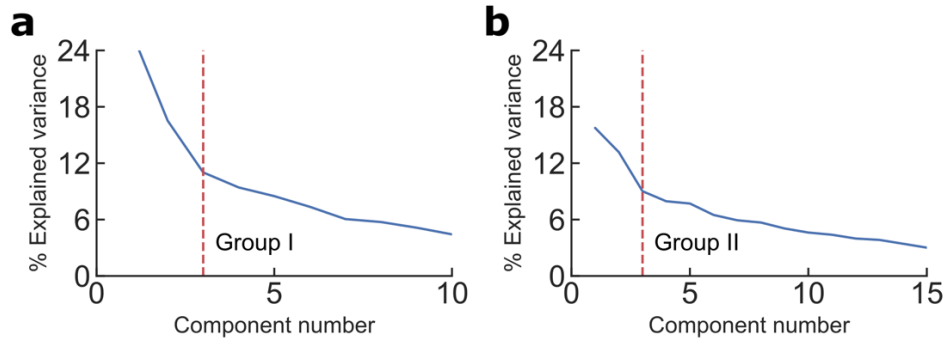 a
% Explained variance
24
18
12
6
0
Group I
0 5 10
Component number
b
% Explained variance
24
18
12
6
0
Group II
0 5 10 15
Component number